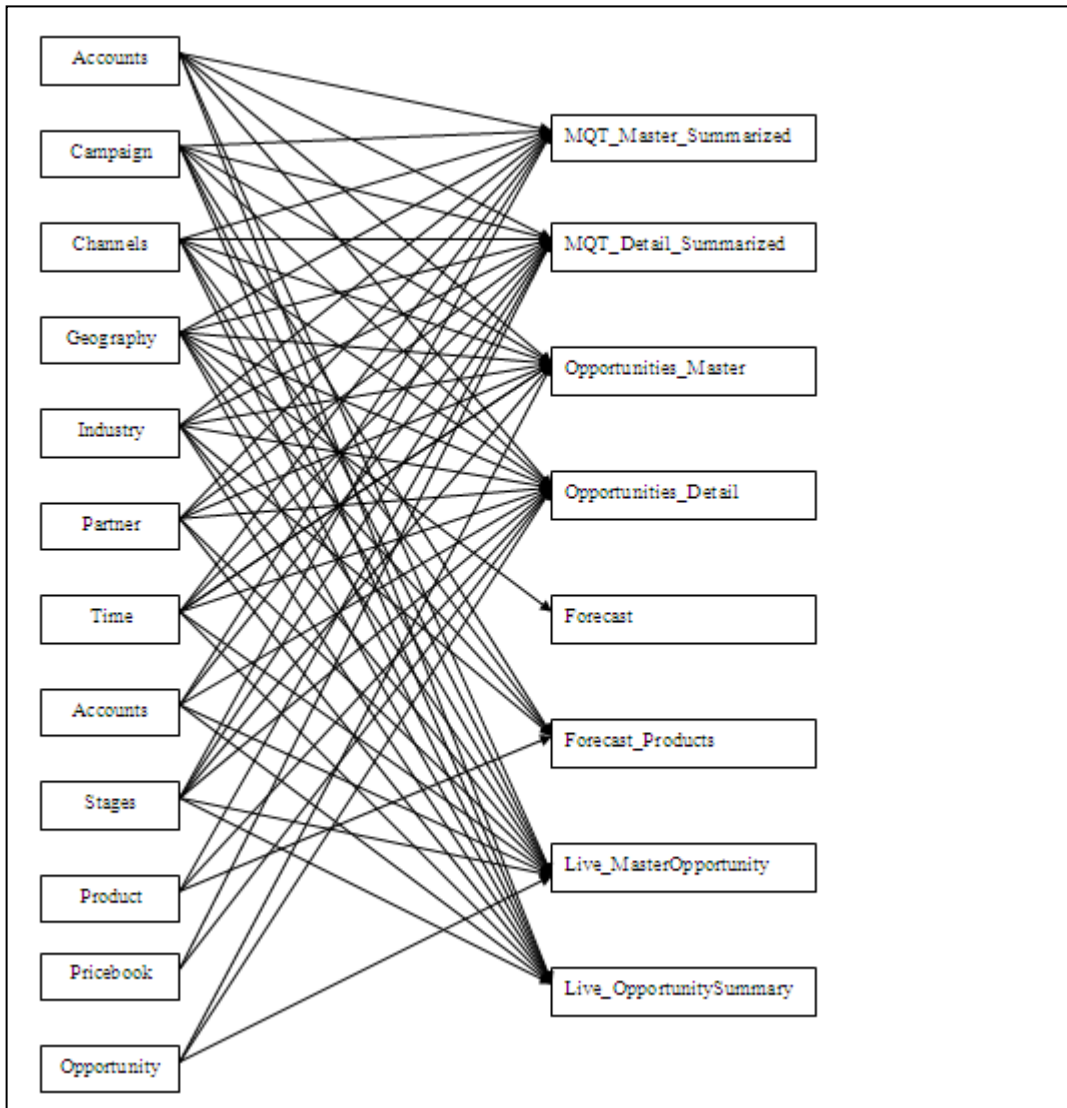 Accounts
Campaign
Channels
Geography
Industry
Partner
Time
Accounts
Stages
Product
Pricebook
Opportunity
MQT_Master_Summarized
MQT_Detail_Summarized
Opportunities_Master
Opportunities_Detail
Forecast
Forecast_Products
Live_MasterOpportunity
Live_OpportunitySummary